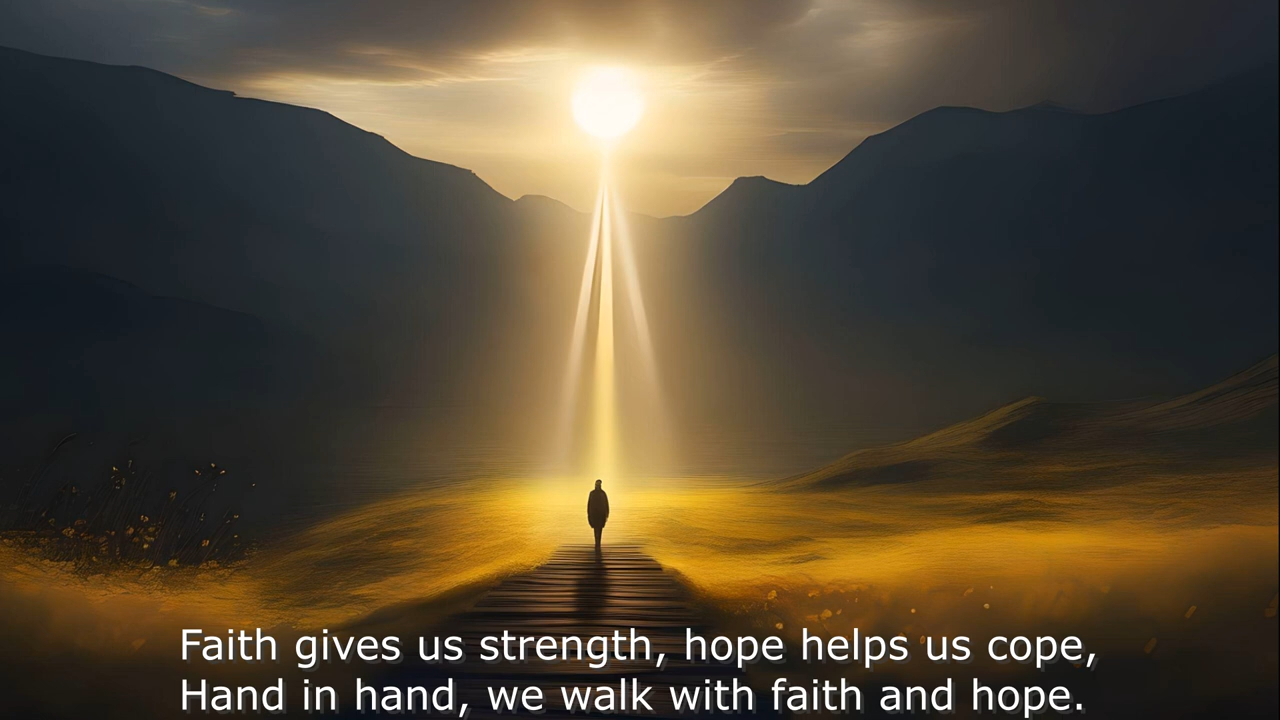 Faith gives us strength, hope helps us cope,
Hand in hand, we walk with faith and hope.